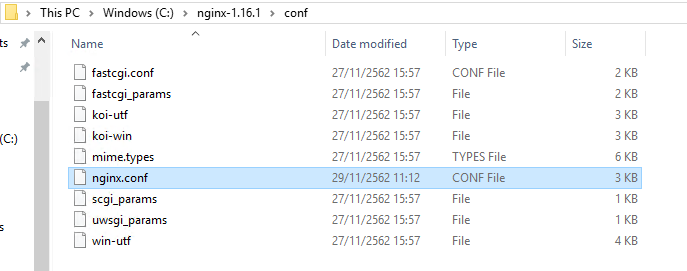 This PC > Windows (C:) > nginx-1.16.1 > conf
Name Date modified Type Size
ts
fastcgi.conf 27/11/2562 15:57 CONF File 2 KB
fastcgi_params 27/11/2562 15:57 File 2 KB
koi-utf 27/11/2562 15:57 File 3 KB
(C:) koi-win 27/11/2562 15:57 File 3 KB
mime.types 27/11/2562 15:57 TYPES File 6 KB
nginx.conf 29/11/2562 11:12 CONF File 3 KB
scgi_params 27/11/2562 15:57 File 1 KB
s uwsgi_params 27/11/2562 15:57 File 1 KB
win-utf 27/11/2562 15:57 File 4 KB